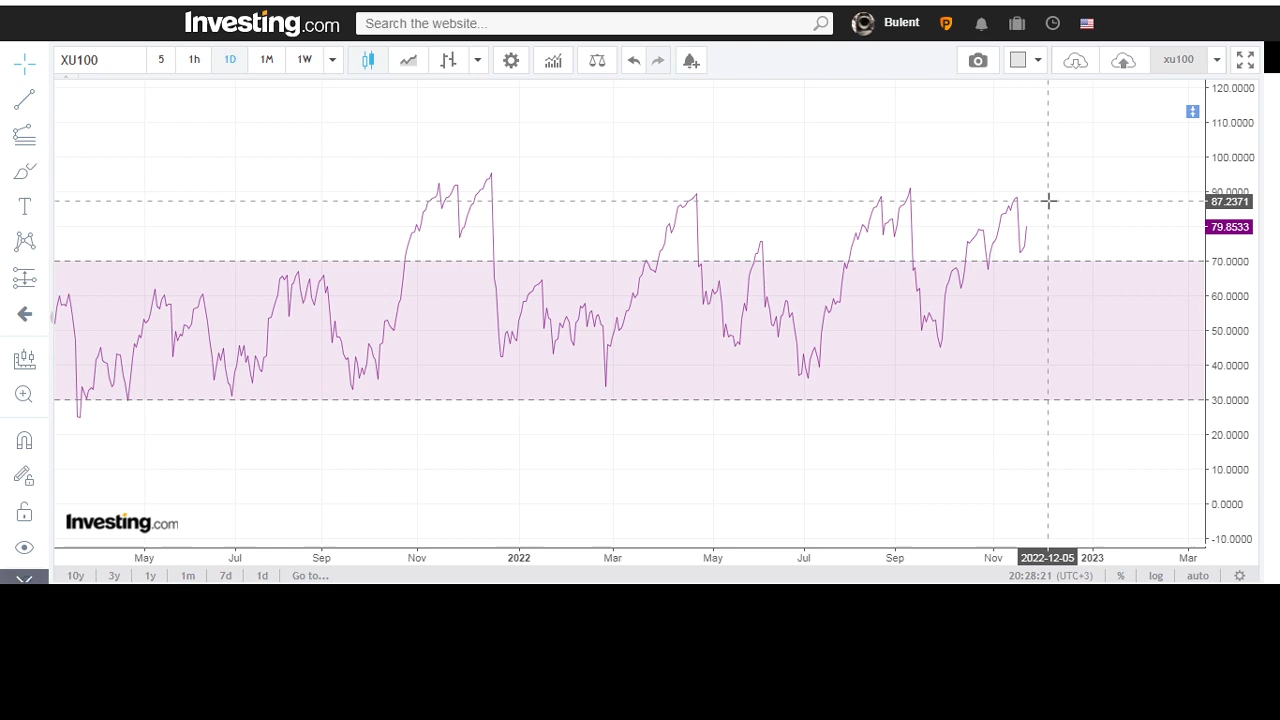 Investing.com
Search the website...
Bulent
XU100
5
1h
1D
1M
1W
xu100
120.0000
110.0000
100.0000
90.0000
87.2371
79.8533
70.0000
60.0000
50.0000
40.0000
30.0000
20.0000
10.0000
0.0000
-10.0000
Investing.com
May
Jul
Sep
Nov
2022
Mar
May
Jul
Sep
Nov
2022-12-05
2023
Mar
10y
3y
1y
1m
7d
1d
Go to...
20:28:21 (UTC+3)
%
log
auto